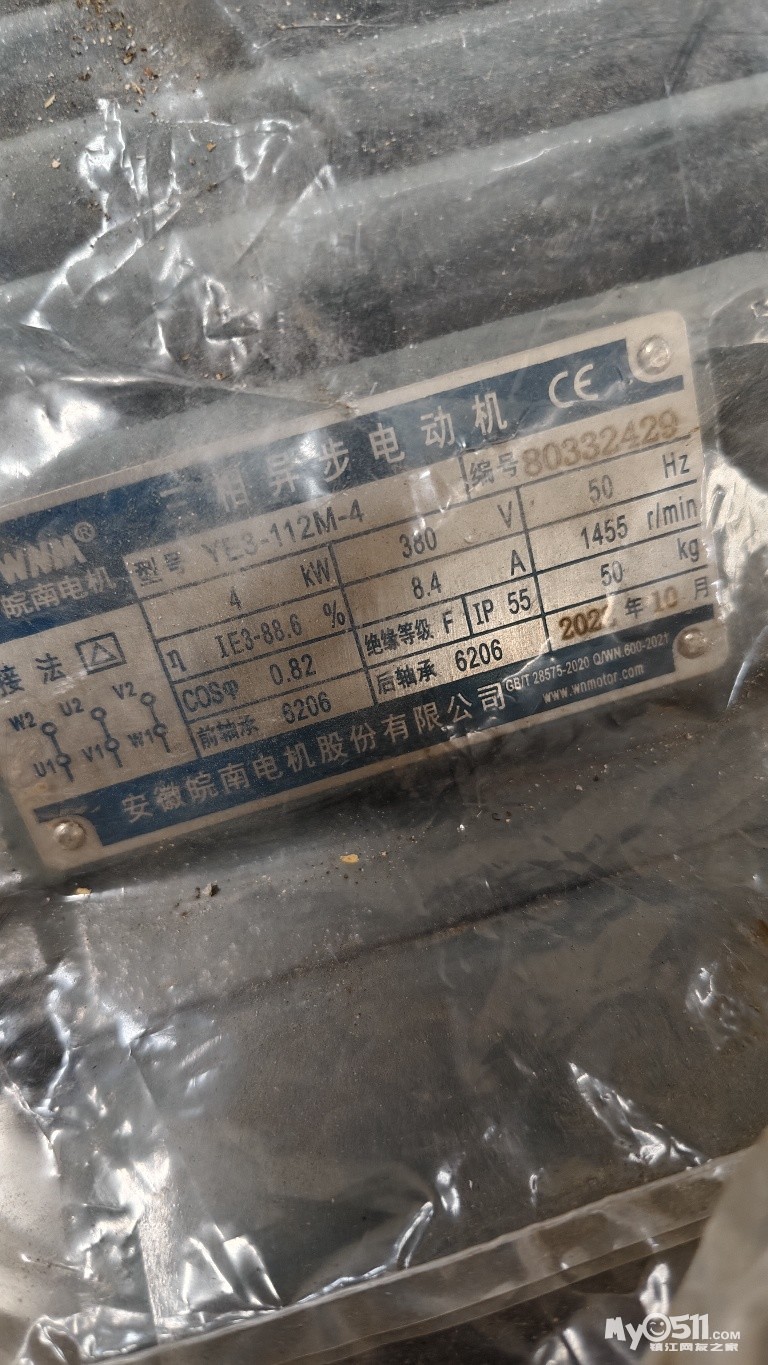 三相异步电动机 CE
WNM®
皖南电机
型号 YE3-112M-4 编号 80332429
4 kW 380 V 50 Hz
η IE3-88.6 % 8.4 A 1455 r/min
COSφ 0.82 绝缘等级 F IP 55 50 kg
前轴承 6206 后轴承 6206 年 10 月
接法 △
W2 U2 V2
U1 V1 W1
安徽皖南电机股份有限公司
GB/T 28575-2020 Q/WN.600-2021
www.wnmotor.com
My0511.COM
镇江网友之家